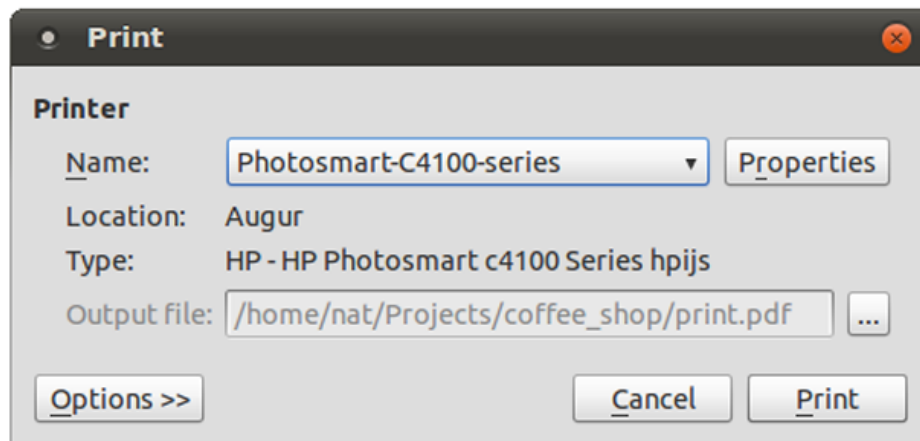 Print
Printer
Name: Photosmart-C4100-series Properties
Location: Augur
Type: HP - HP Photosmart c4100 Series hpijs
Output file: /home/nat/Projects/coffee_shop/print.pdf ...
Options >> Cancel Print